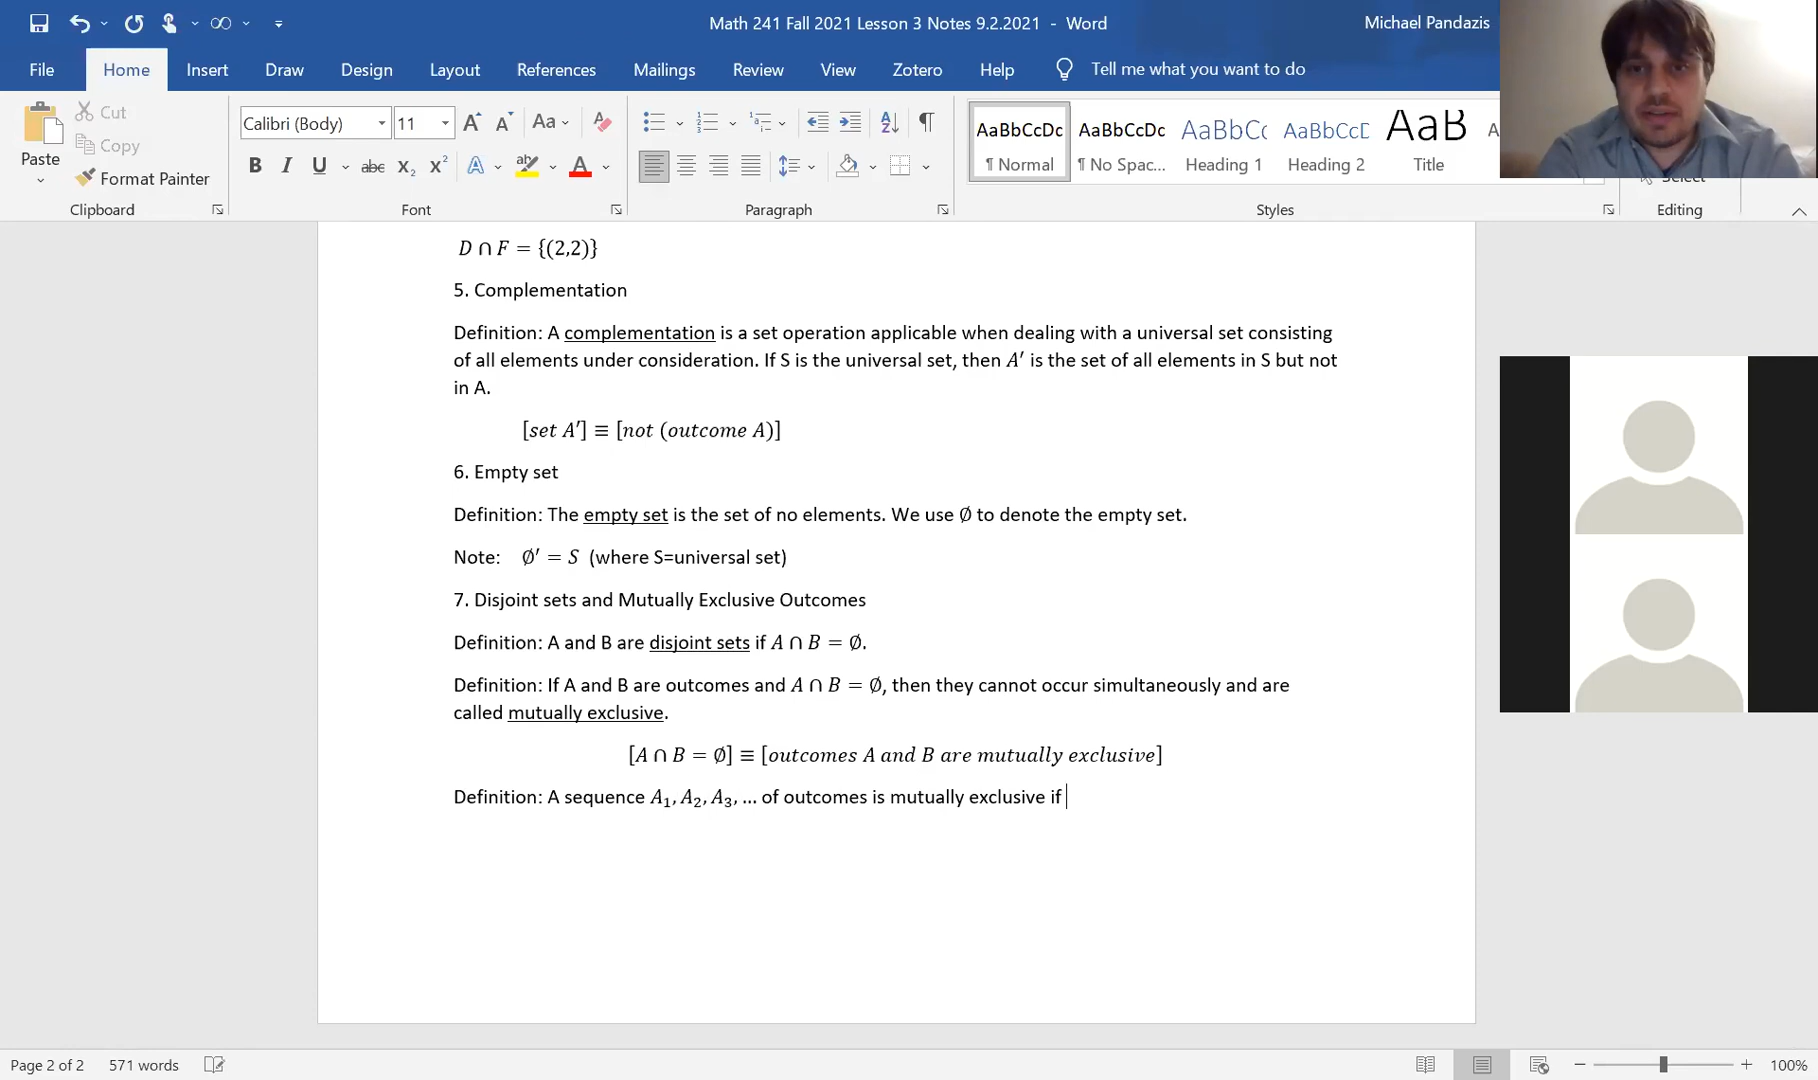 Math 241 Fall 2021 Lesson 3 Notes 9.2.2021 - Word
Michael Pandazis
File Home Insert Draw Design Layout References Mailings Review View Zotero Help Tell me what you want to do
Paste
Cut
Copy
Format Painter
Clipboard
Calibri (Body) 11
Font
Paragraph
AaBbCcDc AaBbCcDc AaBbCc AaBbCcD AaB
¶ Normal ¶ No Spac... Heading 1 Heading 2 Title
Styles
Select
Editing
D ∩ F = {(2,2)}
5. Complementation
Definition: A complementation is a set operation applicable when dealing with a universal set consisting
of all elements under consideration. If S is the universal set, then A′ is the set of all elements in S but not
in A.
[set A′] ≡ [not (outcome A)]
6. Empty set
Definition: The empty set is the set of no elements. We use ∅ to denote the empty set.
Note: ∅′ = S (where S=universal set)
7. Disjoint sets and Mutually Exclusive Outcomes
Definition: A and B are disjoint sets if A ∩ B = ∅.
Definition: If A and B are outcomes and A ∩ B = ∅, then they cannot occur simultaneously and are
called mutually exclusive.
[A ∩ B = ∅] ≡ [outcomes A and B are mutually exclusive]
Definition: A sequence A₁, A₂, A₃, … of outcomes is mutually exclusive if
Page 2 of 2 571 words
100%